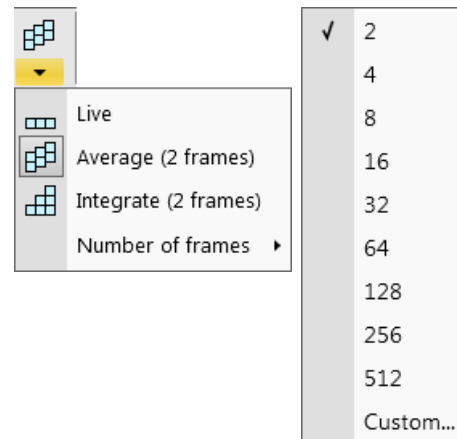 Live
Average (2 frames)
Integrate (2 frames)
Number of frames
2
4
8
16
32
64
128
256
512
Custom...